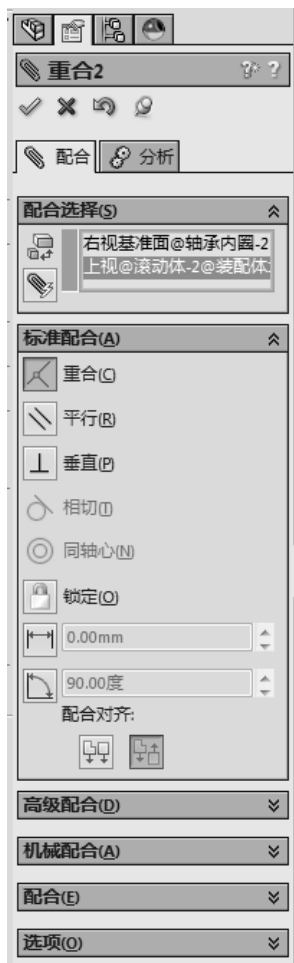 重合2
配合
分析
配合选择(S)
右视基准面@轴承内圈-2
上视@滚动体-2@装配体
标准配合(A)
重合(C)
平行(R)
垂直(P)
相切(T)
同轴心(N)
锁定(O)
0.00mm
90.00度
配合对齐:
高级配合(D)
机械配合(A)
配合(E)
选项(O)